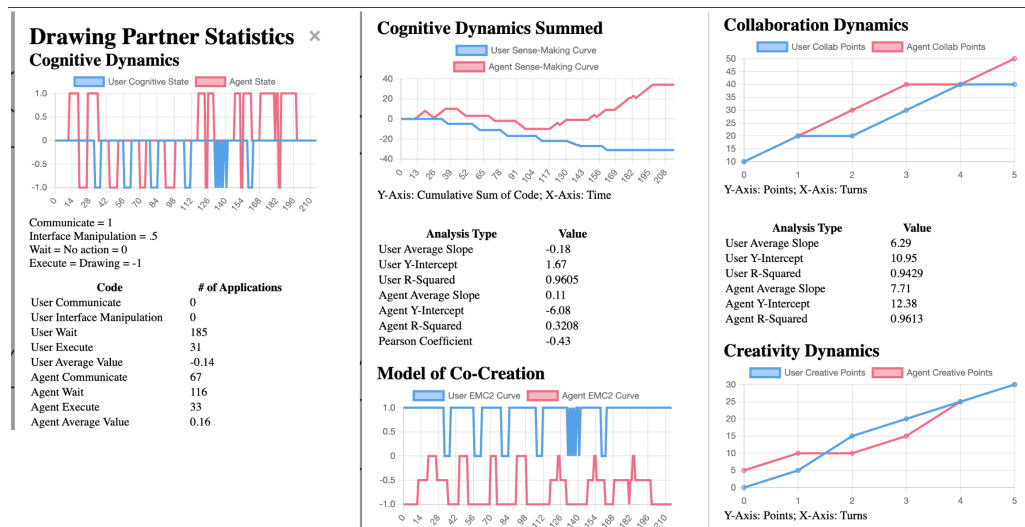 Drawing Partner Statistics ×
Cognitive Dynamics
User Cognitive State Agent State
1.0
0.5
0
-0.5
-1.0
0 14 28 42 56 70 84 98 112 126 140 154 168 182 196 210
Communicate = 1
Interface Manipulation = .5
Wait = No action = 0
Execute = Drawing = -1
Code # of Applications
User Communicate 0
User Interface Manipulation 0
User Wait 185
User Execute 31
User Average Value -0.14
Agent Communicate 67
Agent Wait 116
Agent Execute 33
Agent Average Value 0.16
Cognitive Dynamics Summed
User Sense-Making Curve
Agent Sense-Making Curve
40
20
0
-20
-40
0 13 26 39 52 65 78 91 104 117 130 143 156 169 182 195 208
Y-Axis: Cumulative Sum of Code; X-Axis: Time
Analysis Type Value
User Average Slope -0.18
User Y-Intercept 1.67
User R-Squared 0.9605
Agent Average Slope 0.11
Agent Y-Intercept -6.08
Agent R-Squared 0.3208
Pearson Coefficient -0.43
Model of Co-Creation
User EMC2 Curve Agent EMC2 Curve
1.0
0.5
0
-0.5
-1.0
0 14 28 42 56 70 84 98 112 126 140 154 168 182 196 210
Collaboration Dynamics
User Collab Points Agent Collab Points
50
45
40
35
30
25
20
15
10
0 1 2 3 4 5
Y-Axis: Points; X-Axis: Turns
Analysis Type Value
User Average Slope 6.29
User Y-Intercept 10.95
User R-Squared 0.9429
Agent Average Slope 7.71
Agent Y-Intercept 12.38
Agent R-Squared 0.9613
Creativity Dynamics
User Creative Points Agent Creative Points
30
25
20
15
10
5
0
0 1 2 3 4 5
Y-Axis: Points; X-Axis: Turns